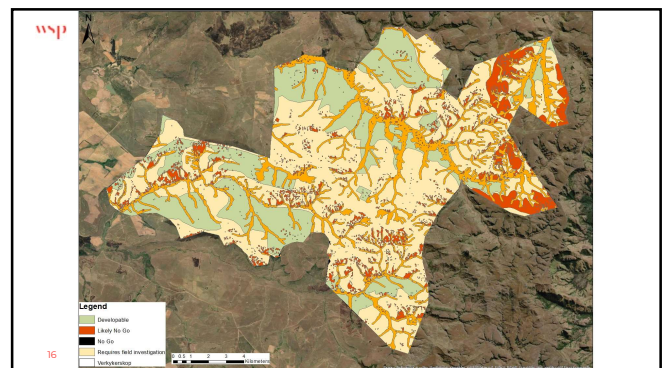 wsp
N
Legend
Developable
Likely No Go
No Go
Requires field investigation
Verkykerskop
0 0.5 1 2 3 4
Kilometers
16